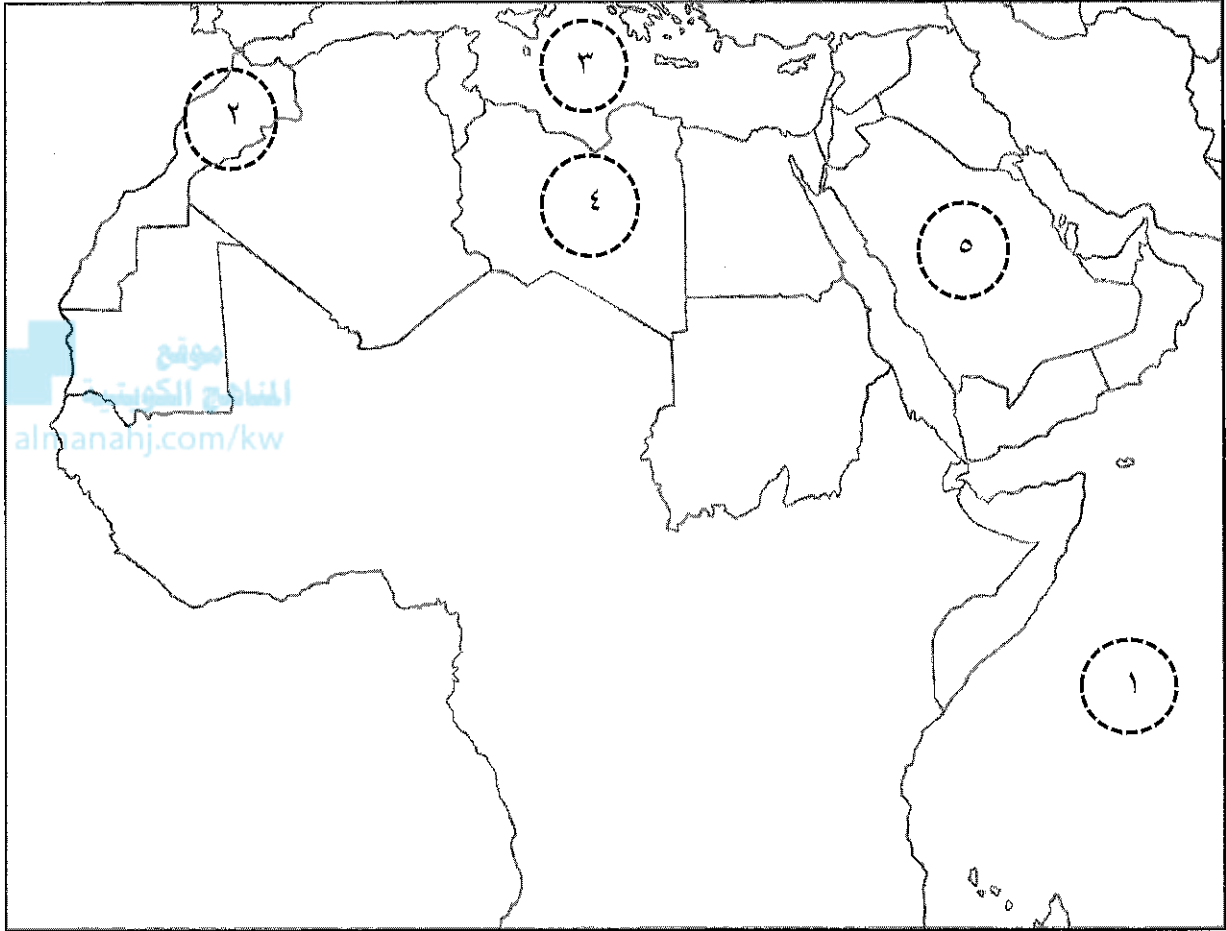 ٣
٢
٤
٥
موقع
المناهج الكويتية
almanahj.com/kw
١